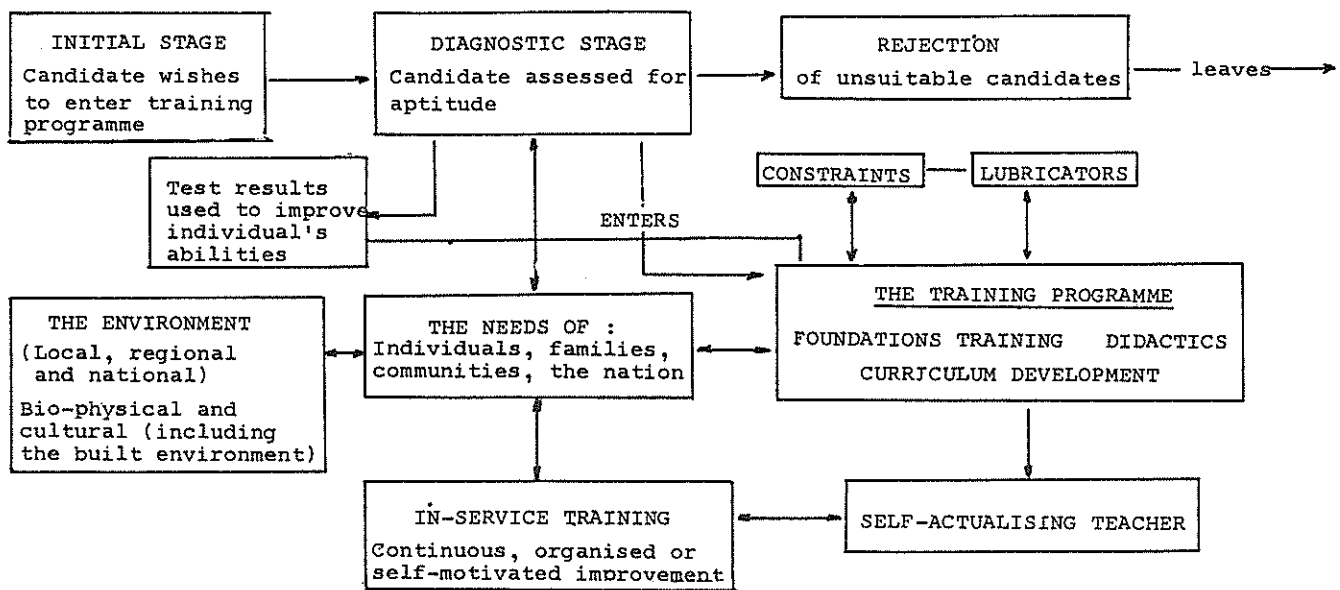 INITIAL STAGE
Candidate wishes
to enter training
programme
DIAGNOSTIC STAGE
Candidate assessed for
aptitude
REJECTION
of unsuitable candidates
leaves
Test results
used to improve
individual's
abilities
ENTERS
CONSTRAINTS
LUBRICATORS
THE ENVIRONMENT
(Local, regional
and national)
Bio-physical and
cultural (including
the built environment)
THE NEEDS OF :
Individuals, families,
communities, the nation
THE TRAINING PROGRAMME
FOUNDATIONS TRAINING DIDACTICS
CURRICULUM DEVELOPMENT
IN-SERVICE TRAINING
Continuous, organised or
self-motivated improvement
SELF-ACTUALISING TEACHER